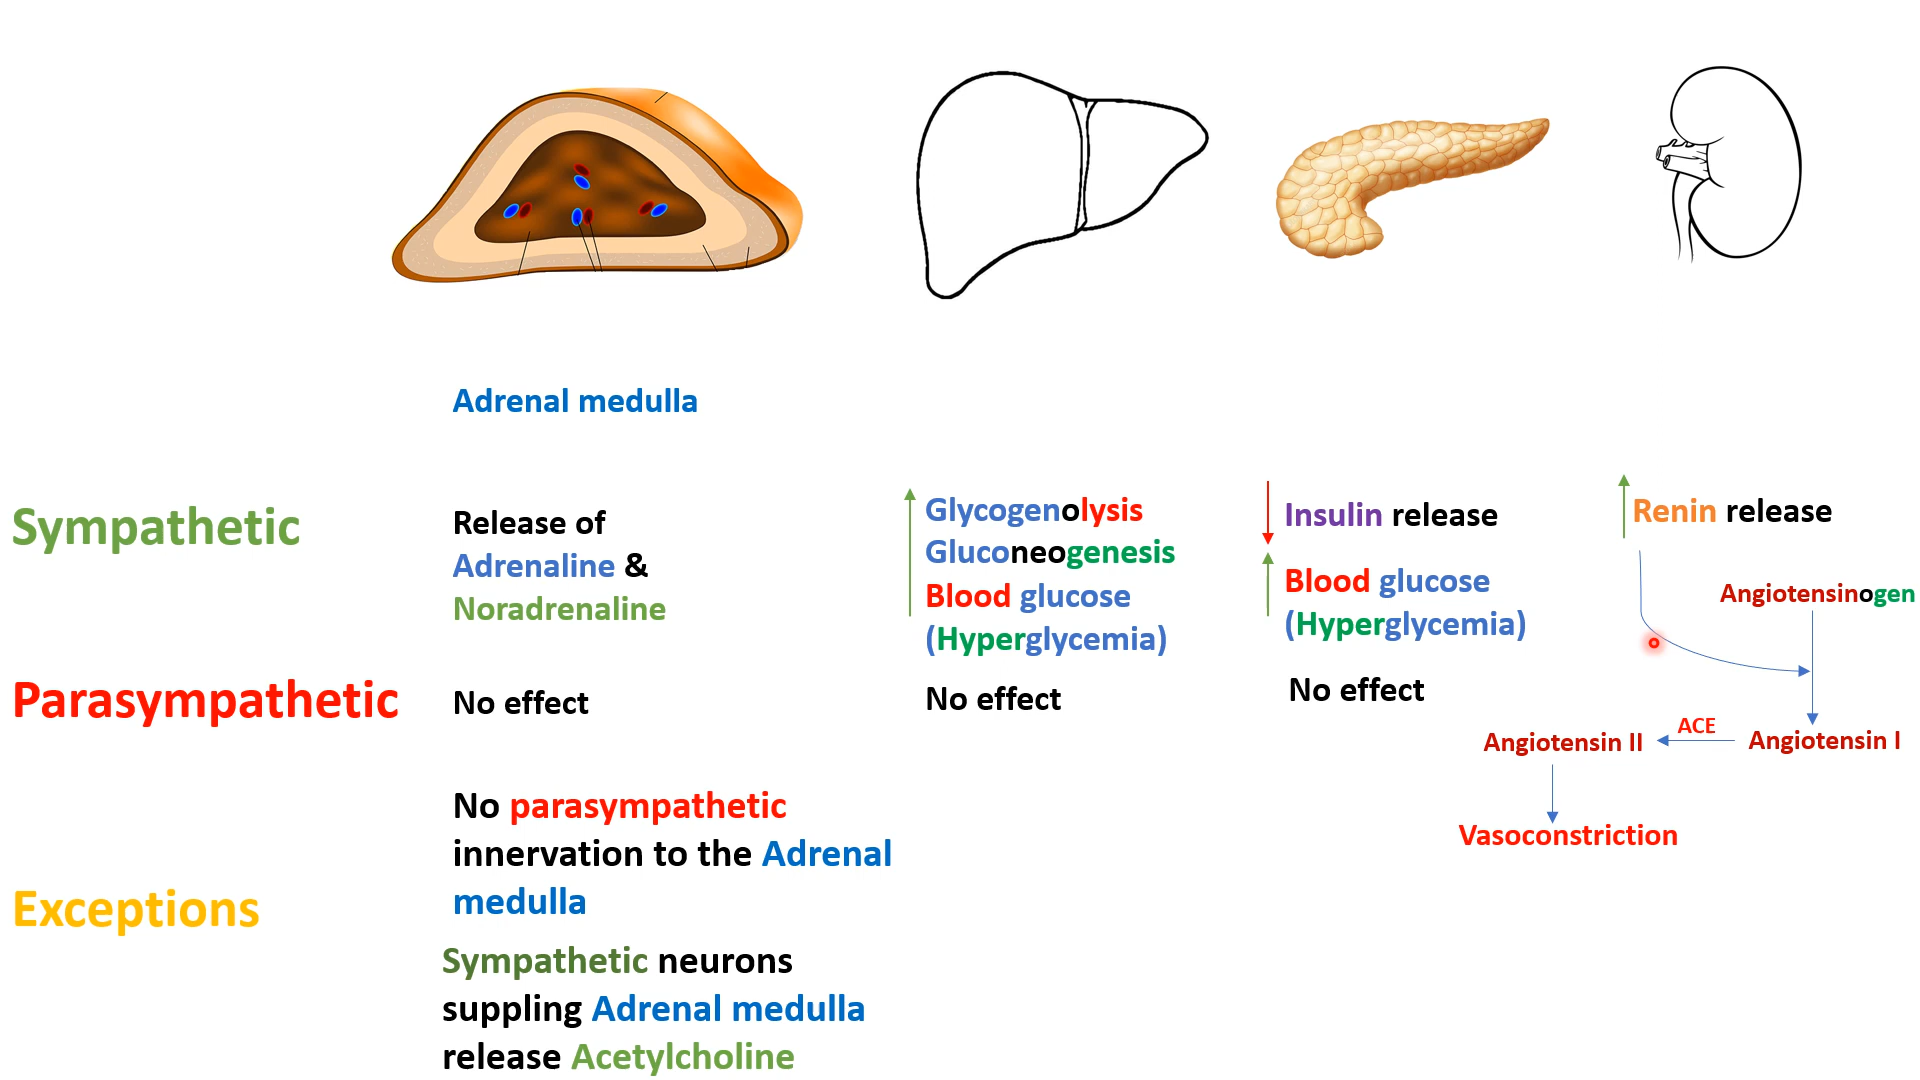 Adrenal medulla
Sympathetic
Release of
Adrenaline &
Noradrenaline
Glycogenolysis
Gluconeogenesis
Blood glucose
(Hyperglycemia)
Insulin release
Blood glucose
(Hyperglycemia)
Renin release
Angiotensinogen
Parasympathetic
No effect
No effect
No effect
ACE
Angiotensin II
Angiotensin I
Vasoconstriction
Exceptions
No parasympathetic
innervation to the Adrenal
medulla
Sympathetic neurons
suppling Adrenal medulla
release Acetylcholine